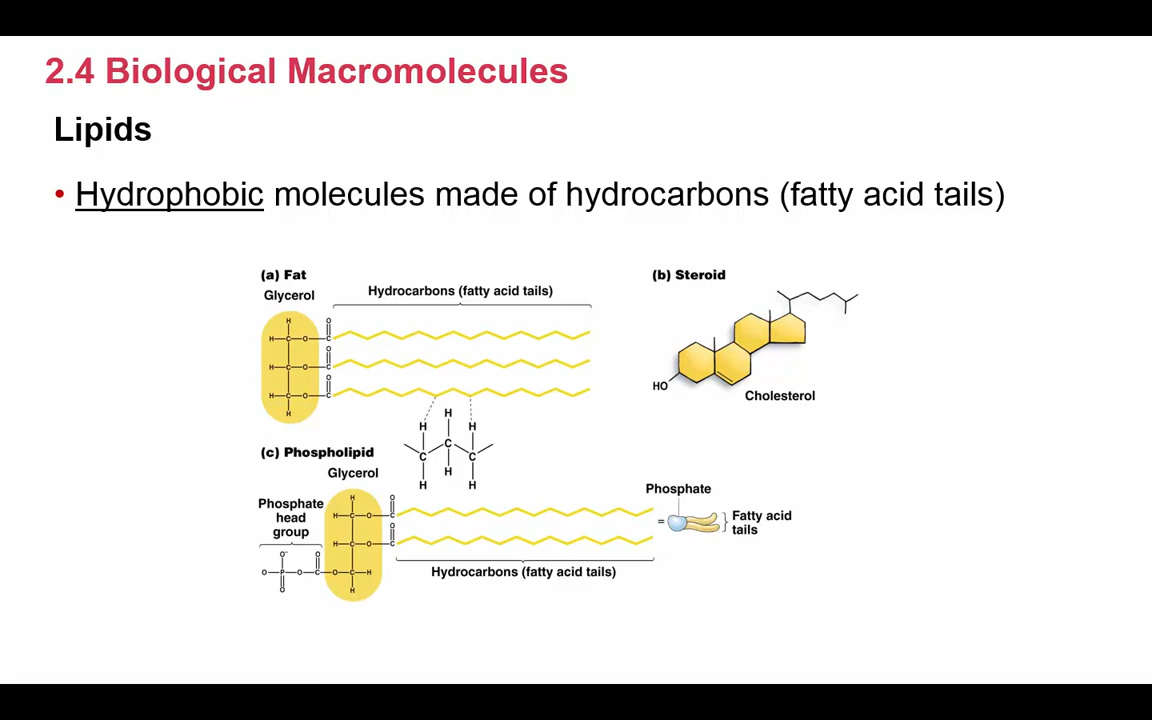 2.4 Biological Macromolecules
Lipids
• Hydrophobic molecules made of hydrocarbons (fatty acid tails)
(a) Fat
Glycerol
Hydrocarbons (fatty acid tails)
H
H C O C
O
H C O C
O
H C O C
O
H
H H H
C C C
H H H
(b) Steroid
HO
Cholesterol
(c) Phospholipid
Glycerol
Phosphate
head
group
H
H C O C
O
H C O C
O
O⁻ O
O P O C O C H
O
H
Hydrocarbons (fatty acid tails)
Phosphate
=
Fatty acid
tails